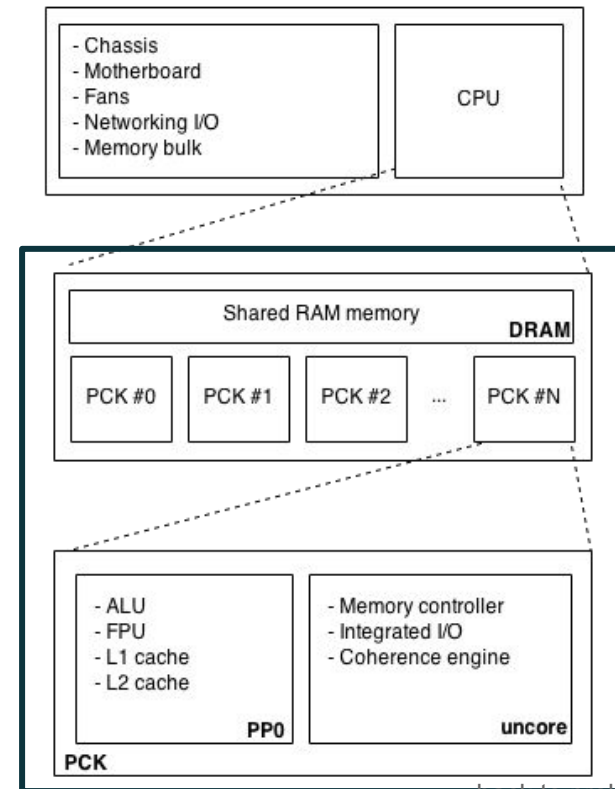 - Chassis
- Motherboard
- Fans
- Networking I/O
- Memory bulk
CPU
Shared RAM memory
DRAM
PCK #0
PCK #1
PCK #2
...
PCK #N
- ALU
- FPU
- L1 cache
- L2 cache
PP0
- Memory controller
- Integrated I/O
- Coherence engine
uncore
PCK